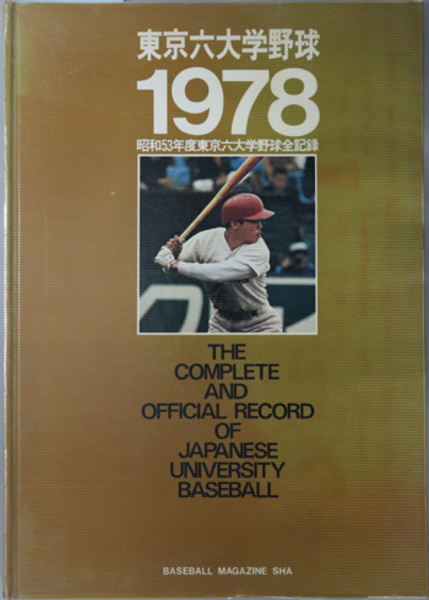 東京六大学野球
1978
昭和53年度東京六大学野球全記録
THE
COMPLETE
AND
OFFICIAL RECORD
OF
JAPANESE
UNIVERSITY
BASEBALL
BASEBALL MAGAZINE SHA